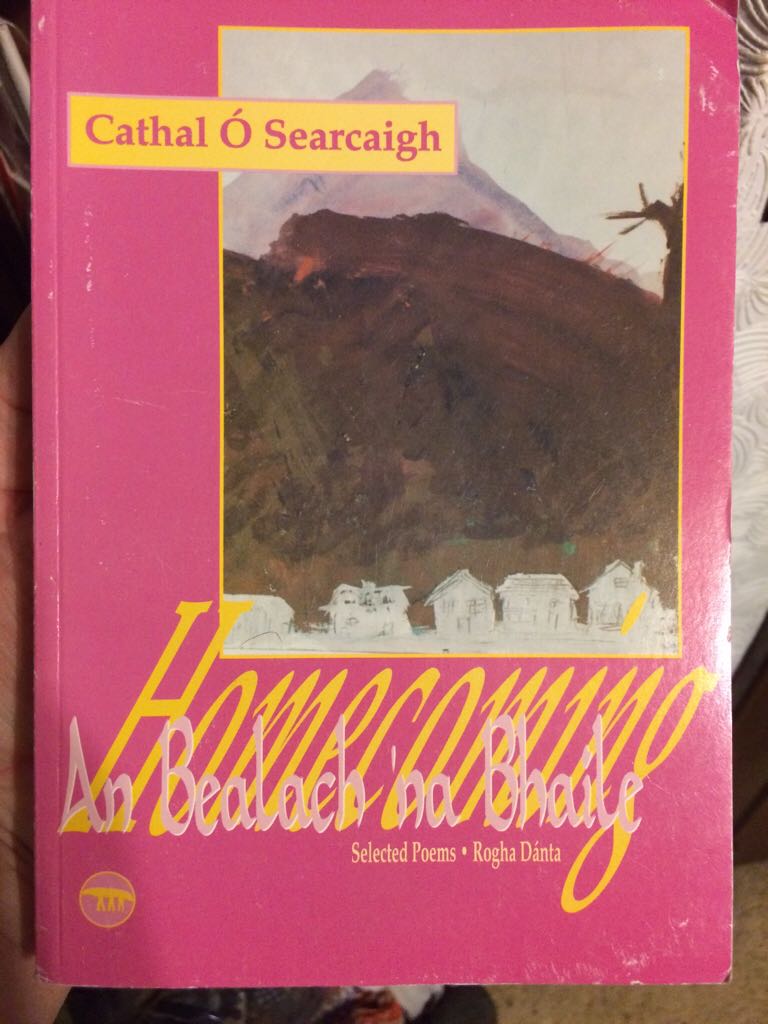 Cathal Ó Searcaigh
Homecoming
An Bealach 'na Bhaile
Selected Poems • Rogha Dánta